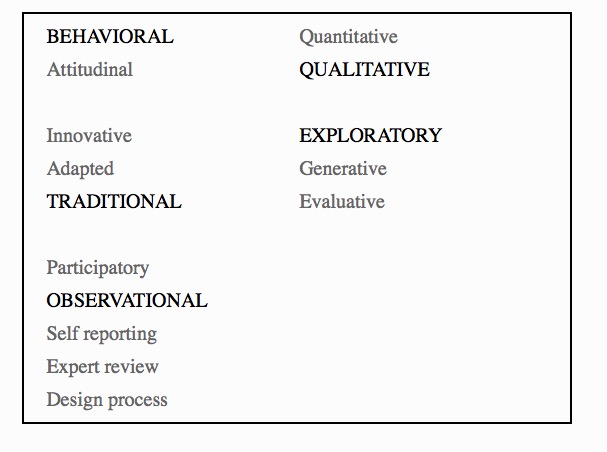 BEHAVIORAL
Attitudinal
Quantitative
QUALITATIVE
Innovative
Adapted
TRADITIONAL
EXPLORATORY
Generative
Evaluative
Participatory
OBSERVATIONAL
Self reporting
Expert review
Design process